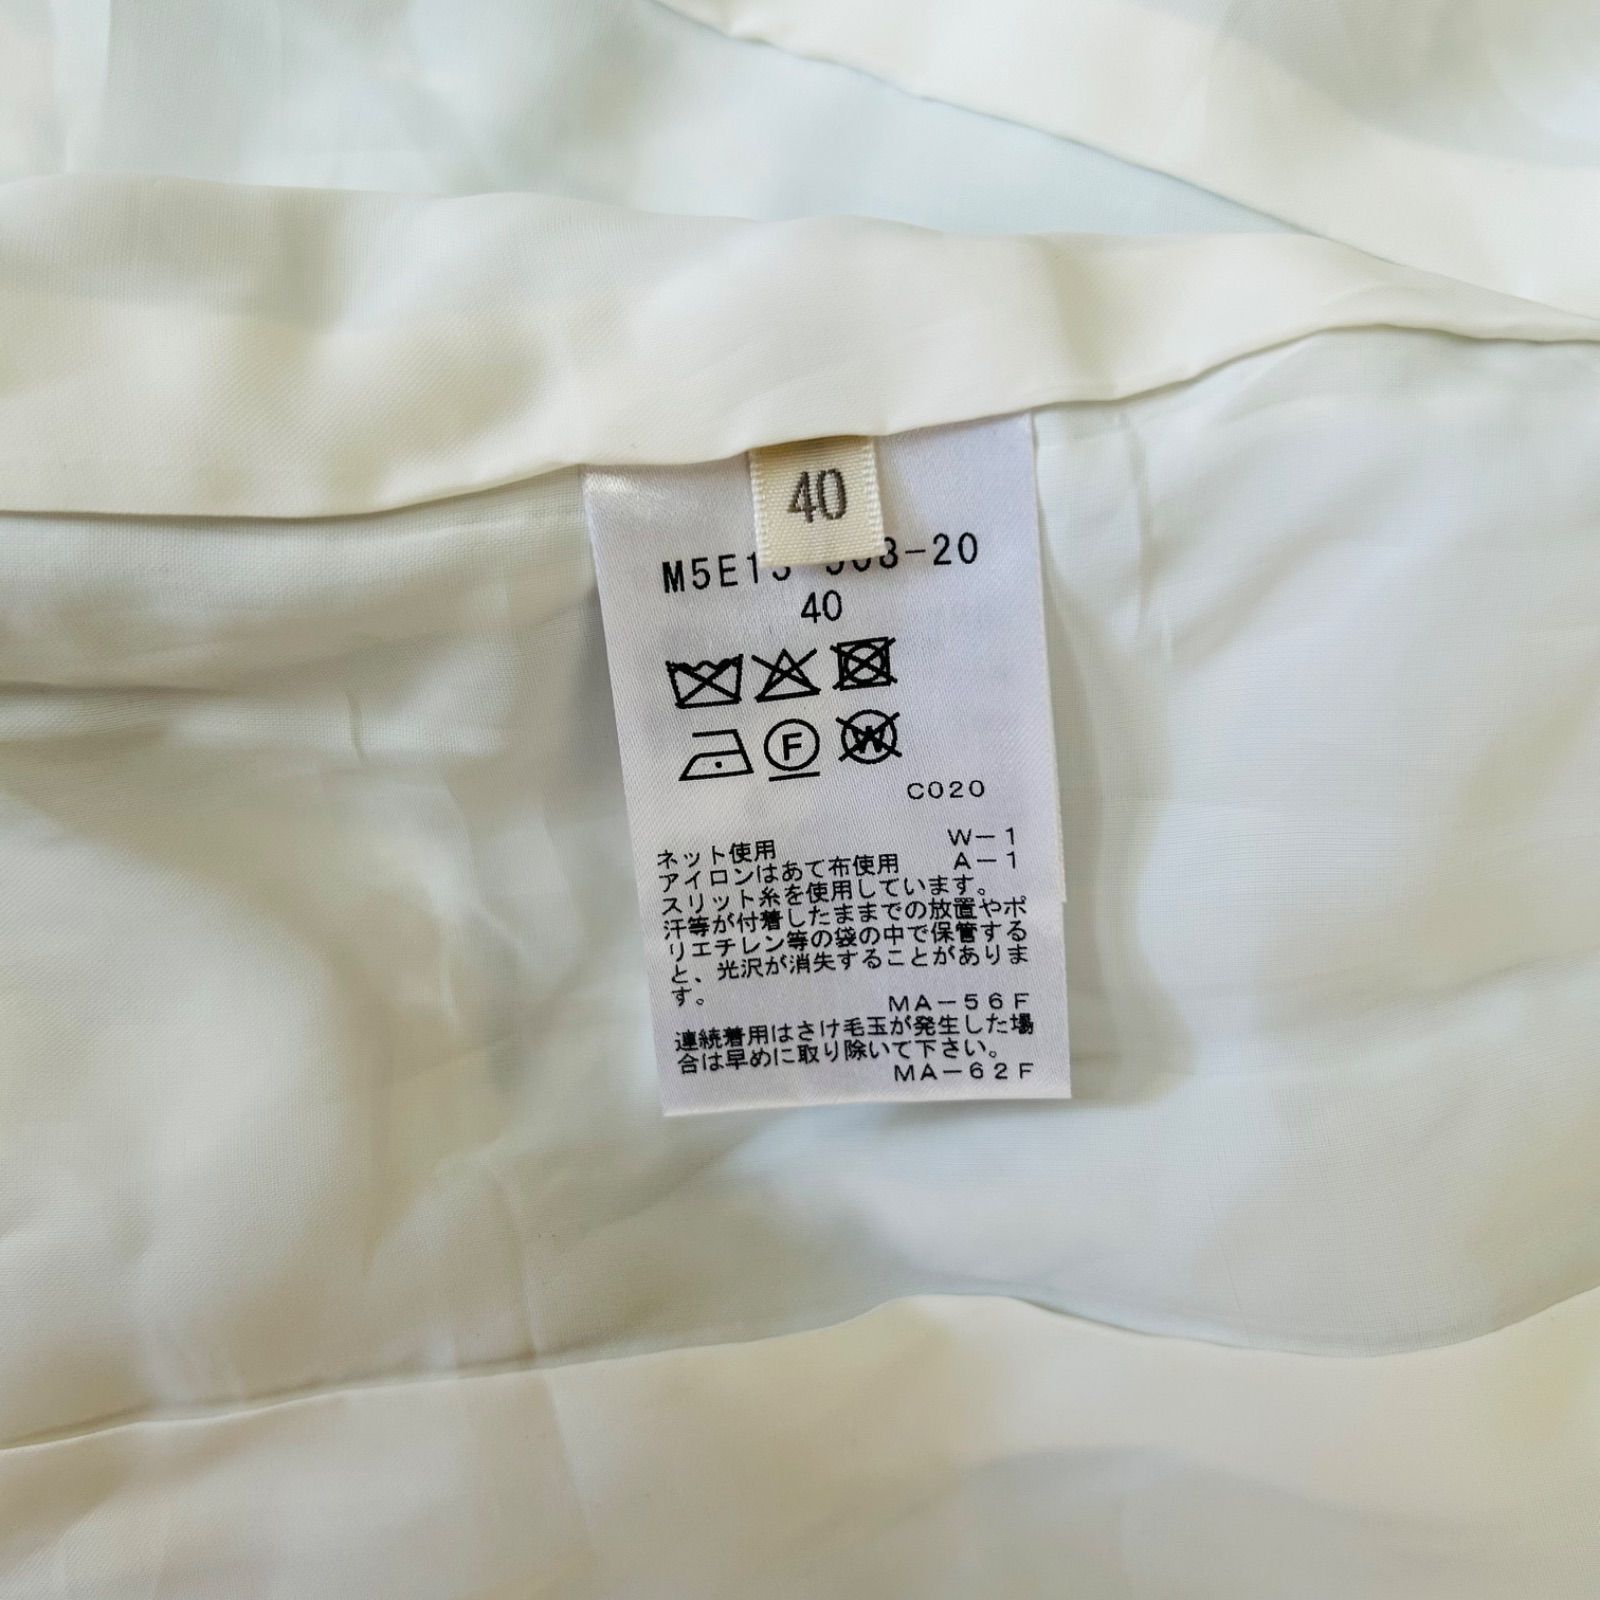 40
40
F
W
C020
ネット使用 W-1
アイロンはあて布使用 A-1
スリット糸を使用しています。
汗等が付着したままでの放置やポ
リエチレン等の袋の中で保管する
と、光沢が消失することがありま
す。
MA-56F
連続着用はさけ毛玉が発生した場
合は早めに取り除いて下さい。
MA-62F